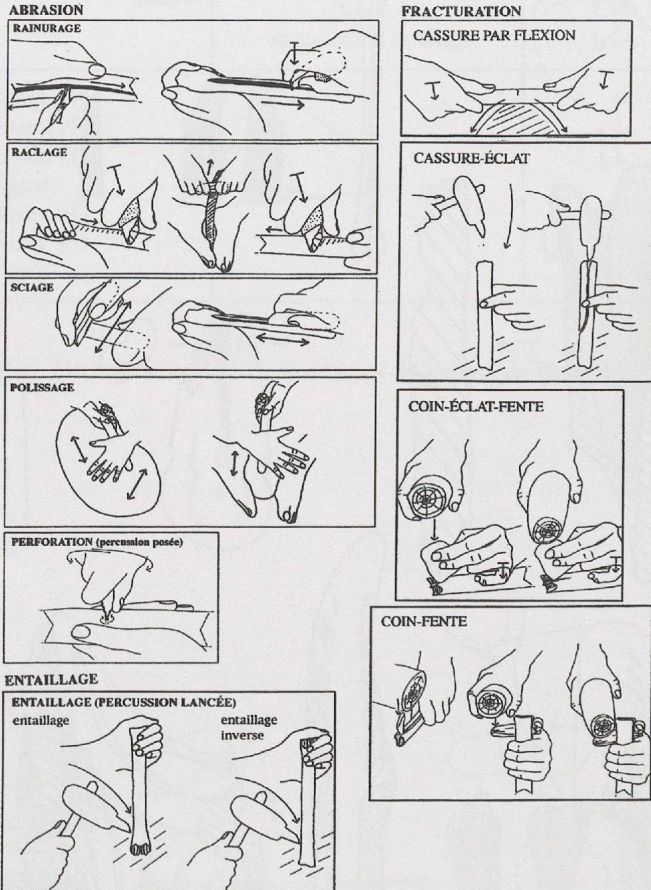 ABRASION
RAINURAGE
RACLAGE
SCIAGE
POLISSAGE
PERFORATION (percussion posée)
ENTAILLAGE
ENTAILLAGE (PERCUSSION LANCÉE)
entaillage
entaillage
inverse
FRACTURATION
CASSURE PAR FLEXION
CASSURE-ÉCLAT
COIN-ÉCLAT-FENTE
COIN-FENTE